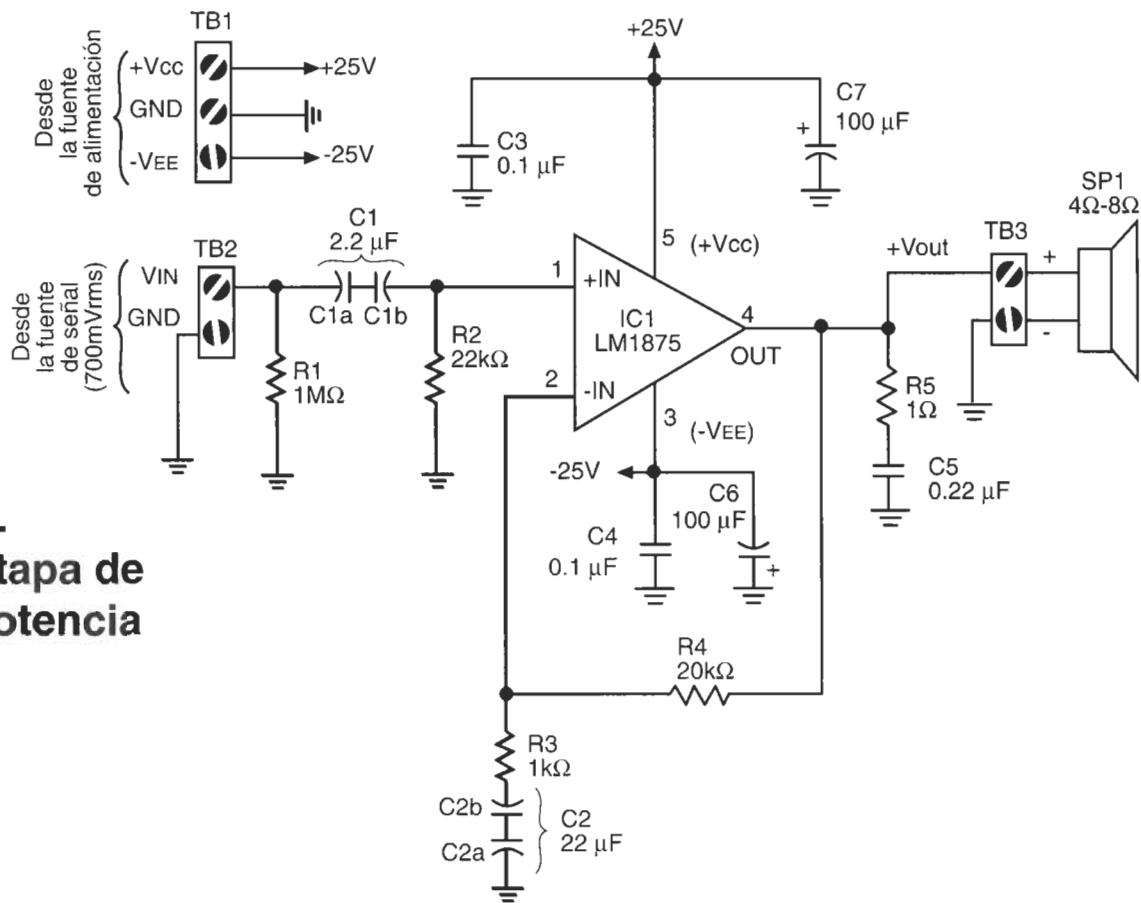 TB1
+VCC
GND
-VEE
Desde
la fuente
de alimentación
+25V
-25V
+25V
C3
0.1 µF
C7
100 µF
+
TB2
VIN
GND
Desde
la fuente
de señal
(700mVrms)
C1
2.2 µF
C1a C1b
R1
1MΩ
R2
22kΩ
1
+IN
2
-IN
IC1
LM1875
5 (+VCC)
4
OUT
3 (-VEE)
+Vout
TB3
+
-
SP1
4Ω-8Ω
R5
1Ω
C5
0.22 µF
-25V
C4
0.1 µF
C6
100 µF
+
R4
20kΩ
R3
1kΩ
C2b
C2a
C2
22 µF
tapa de
otencia